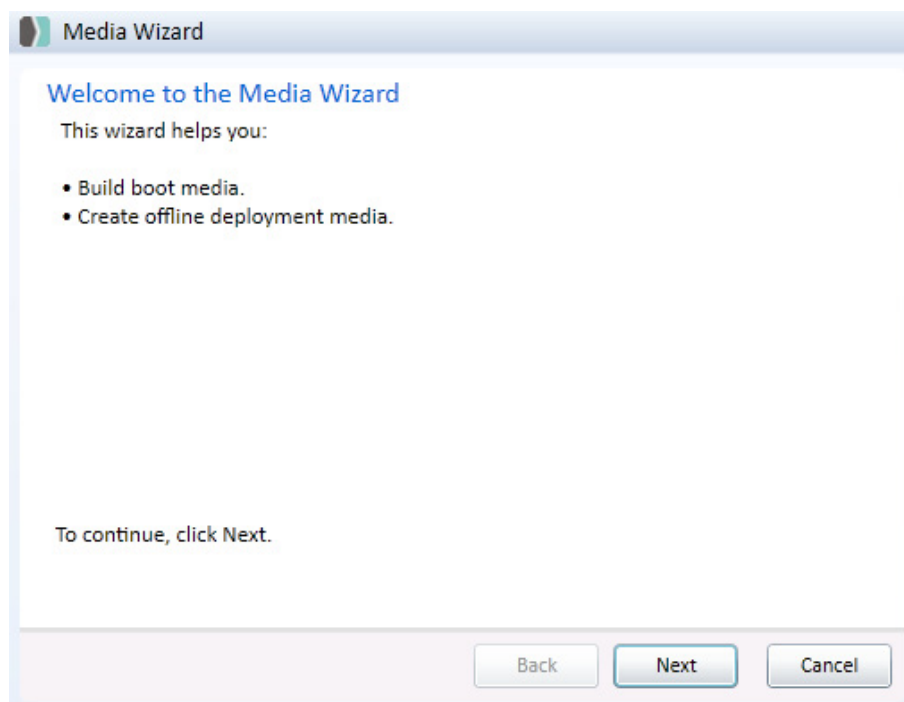 Media Wizard
Welcome to the Media Wizard
This wizard helps you:
• Build boot media.
• Create offline deployment media.
To continue, click Next.
Back Next Cancel